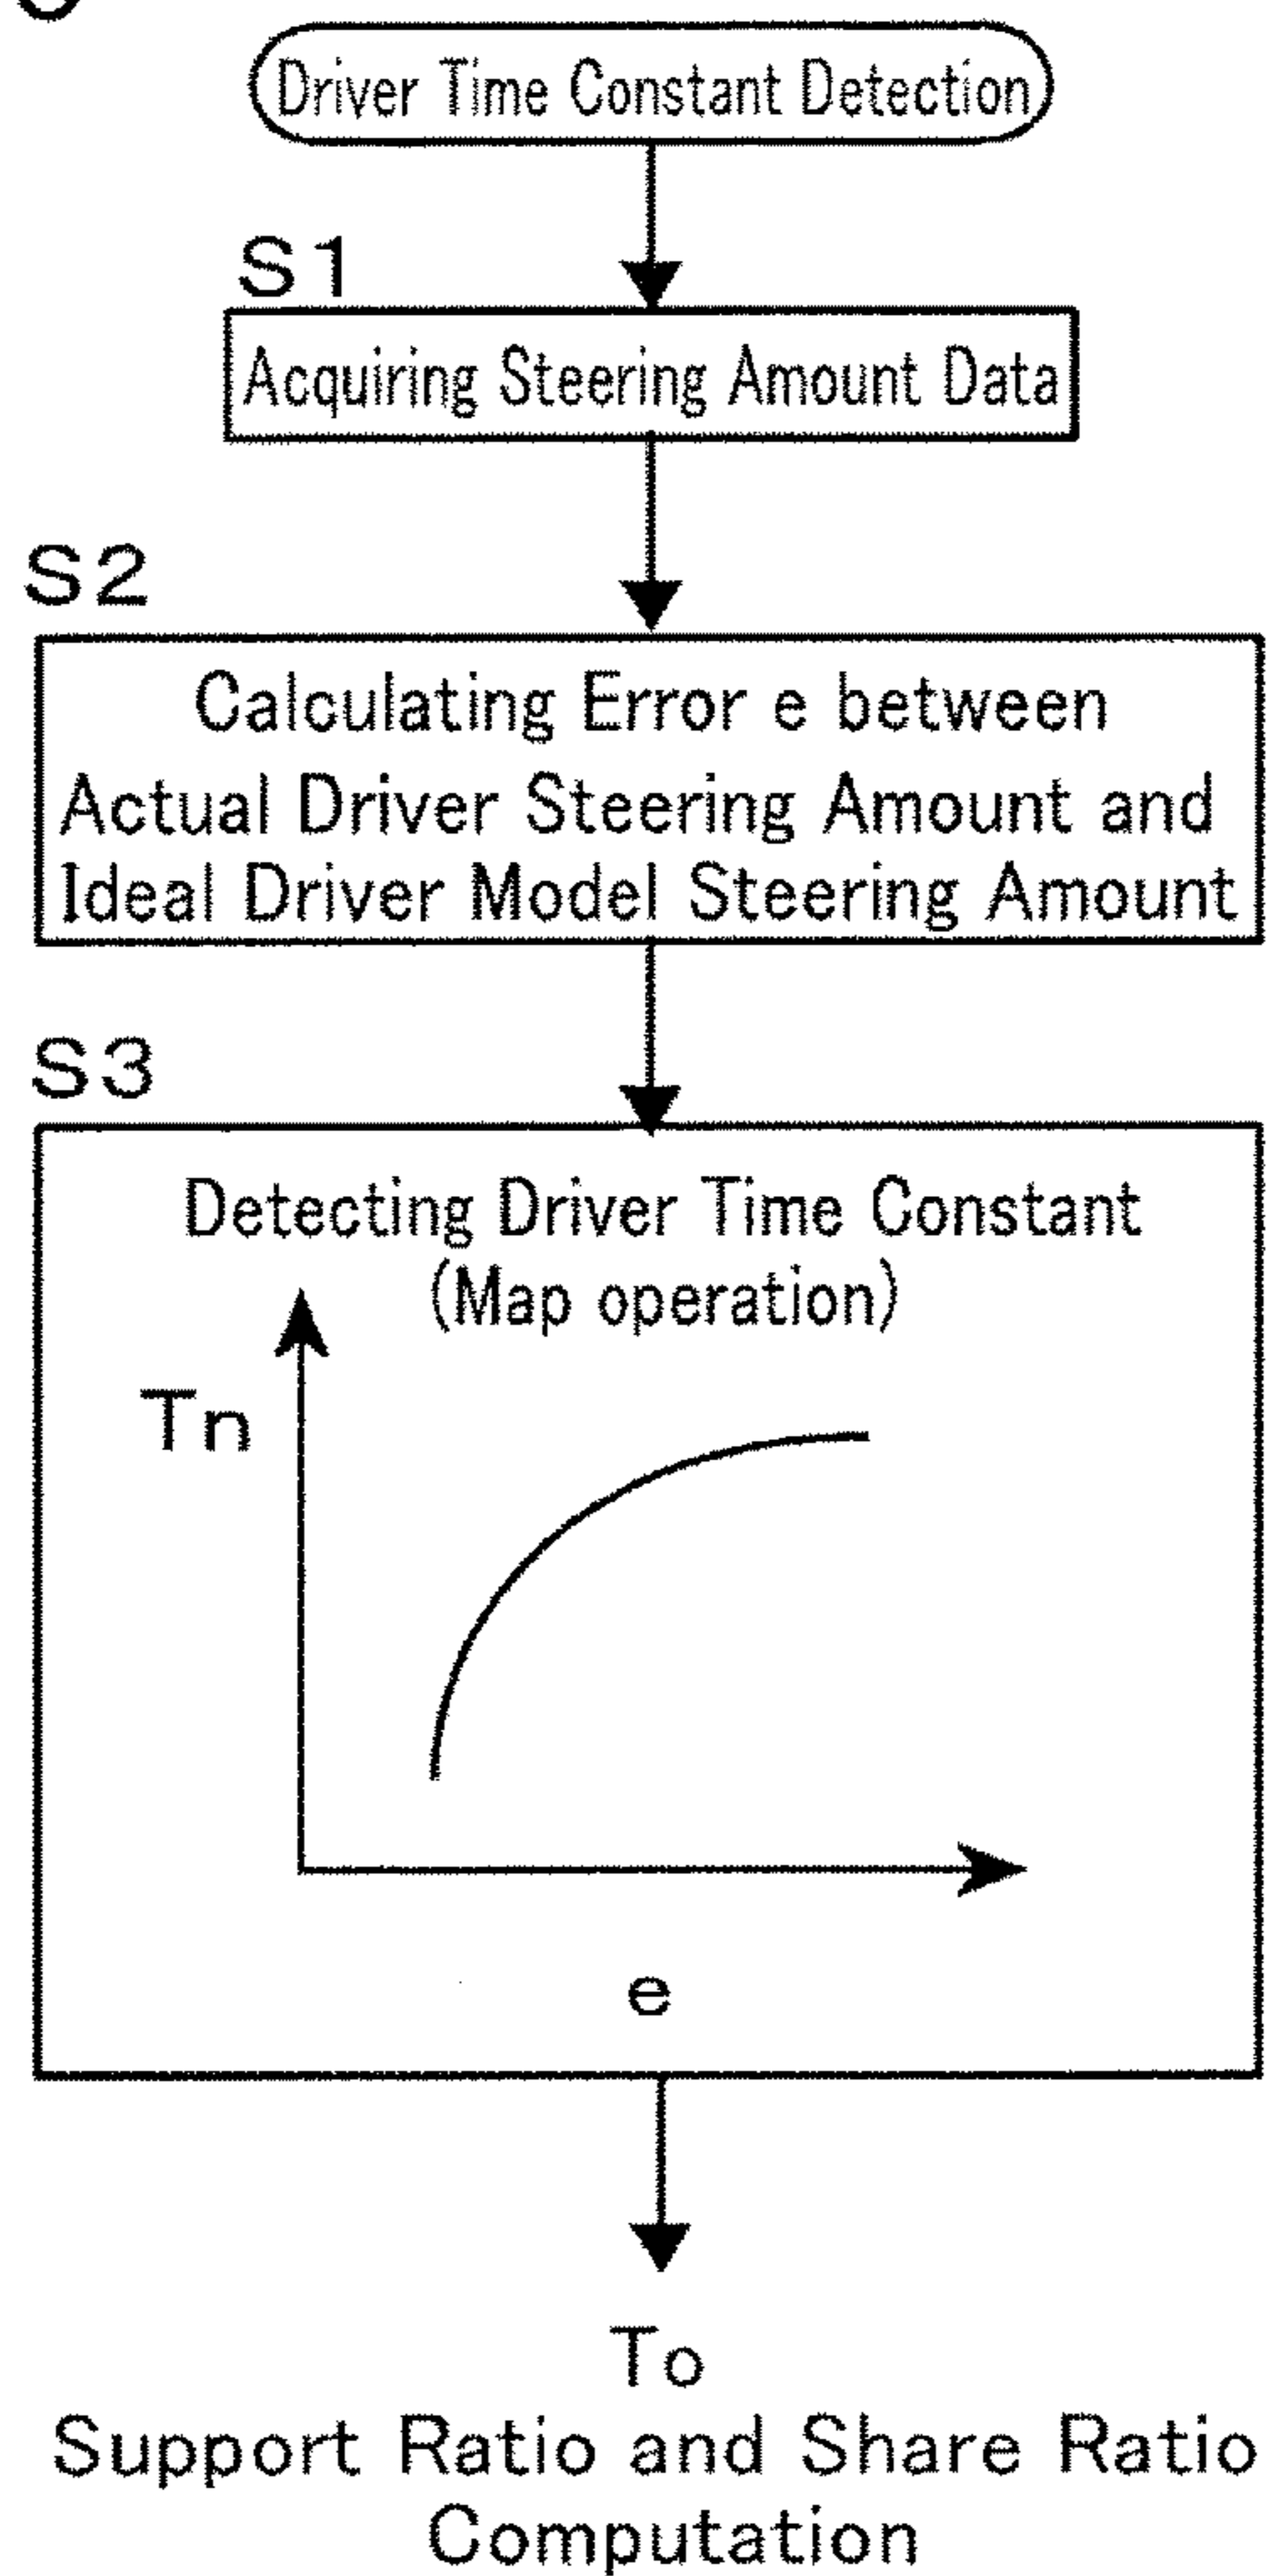 Driver Time Constant Detection
S1
Acquiring Steering Amount Data
S2
Calculating Error e between
Actual Driver Steering Amount and
Ideal Driver Model Steering Amount
S3
Detecting Driver Time Constant
(Map operation)
Tn
e
To
Support Ratio and Share Ratio
Computation